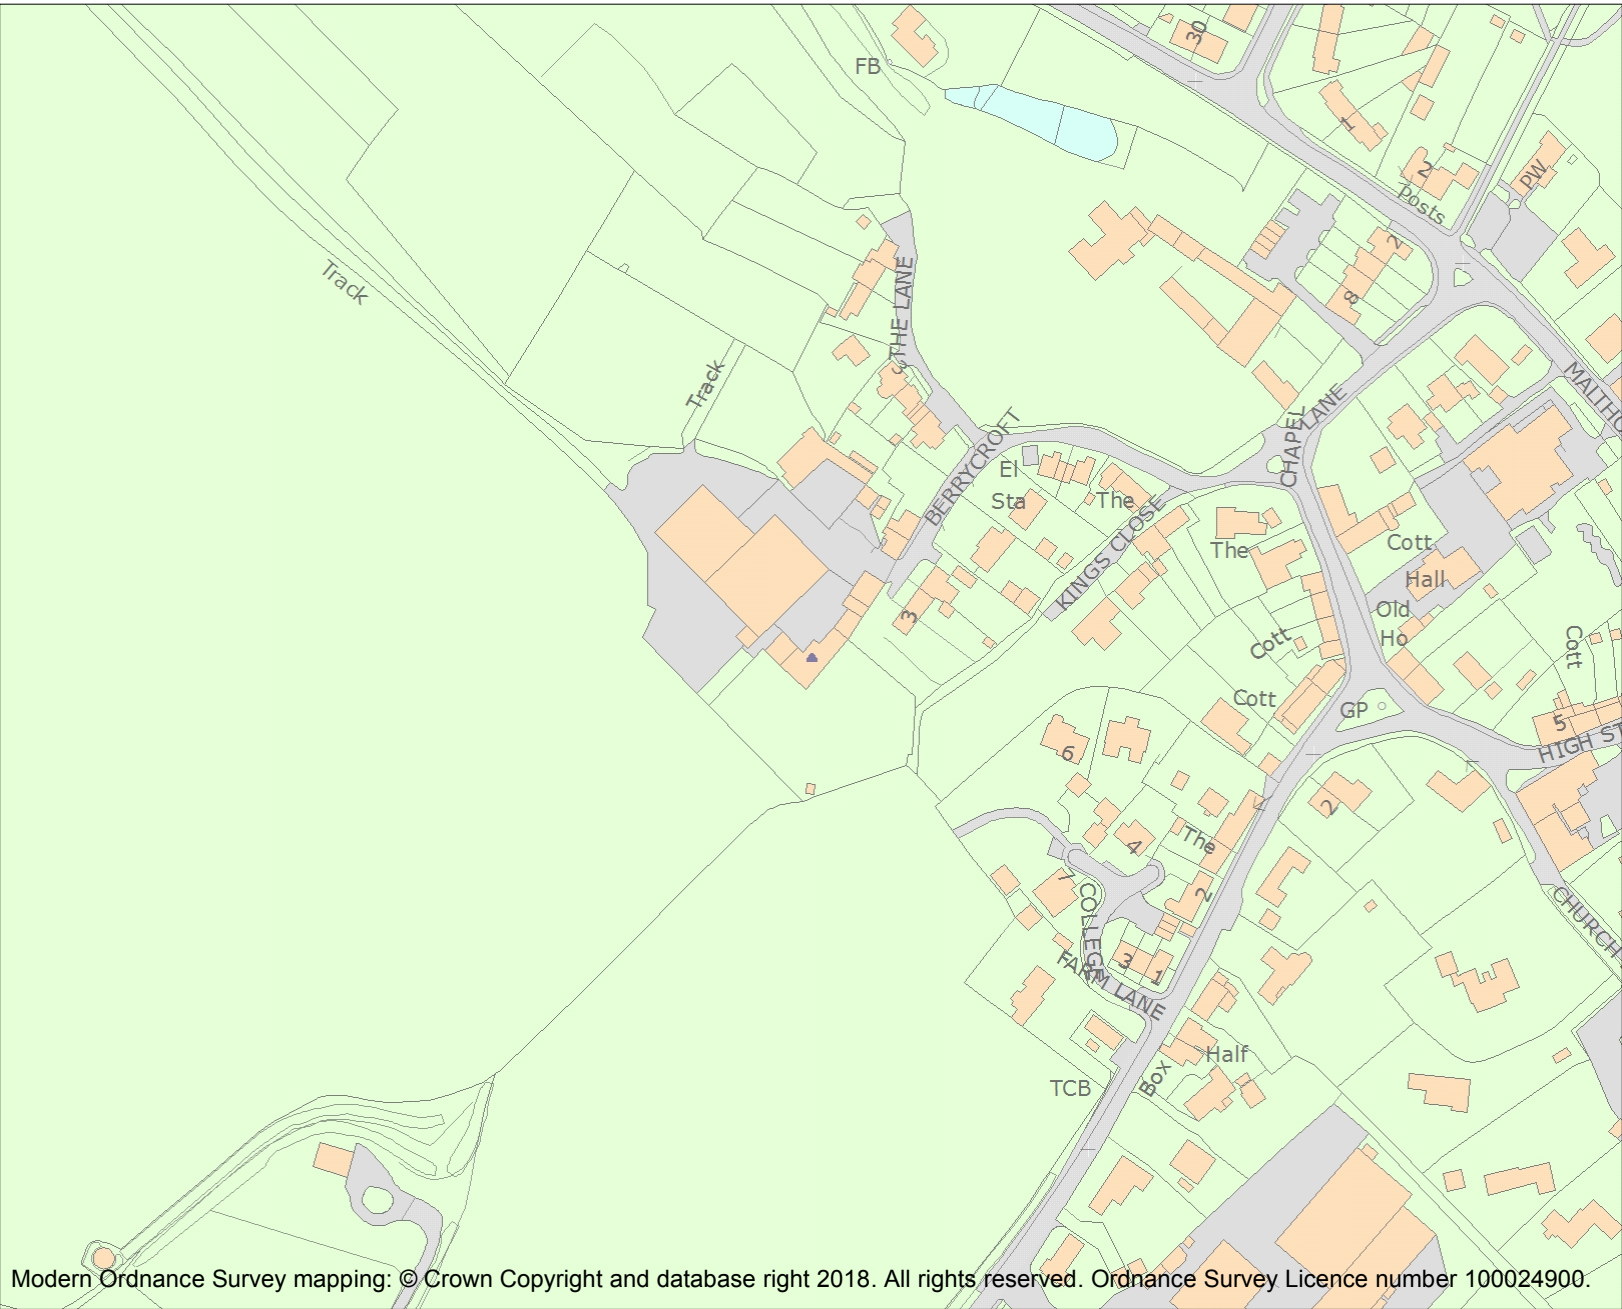 30
FB
1
2
PW
Posts
2
Track
8
THE LANE
3
Track
MALTHO
CHAPEL
LANE
BERRYCROFT
El
Sta
The
KINGS CLOSE
The
Cott
Hall
3
Old
Ho
Cott
Cott
Cott
GP
5
HIGH ST
6
2
4
The
7
2
COLLEGE
FARM LANE
3
1
CHURCH
Half
TCB
Box
Modern Ordnance Survey mapping: © Crown Copyright and database right 2018. All rights reserved. Ordnance Survey Licence number 100024900.